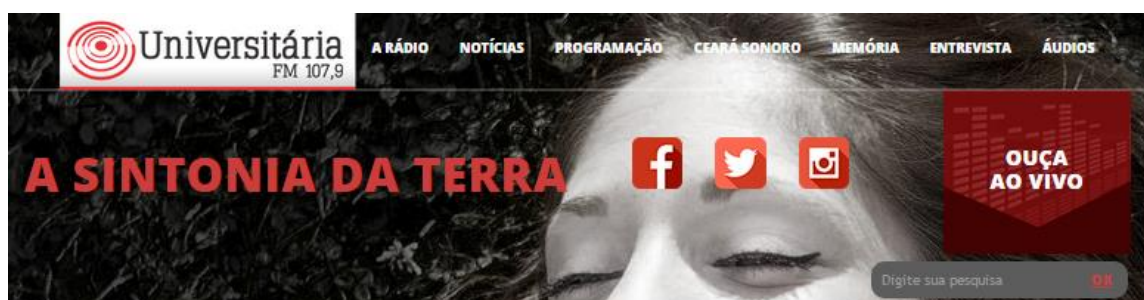 Universitária
FM 107,9
A RÁDIO NOTÍCIAS PROGRAMAÇÃO CEARÁ SONORO MEMÓRIA ENTREVISTA ÁUDIOS
A SINTONIA DA TERRA
OUÇA
AO VIVO
Digite sua pesquisa OK